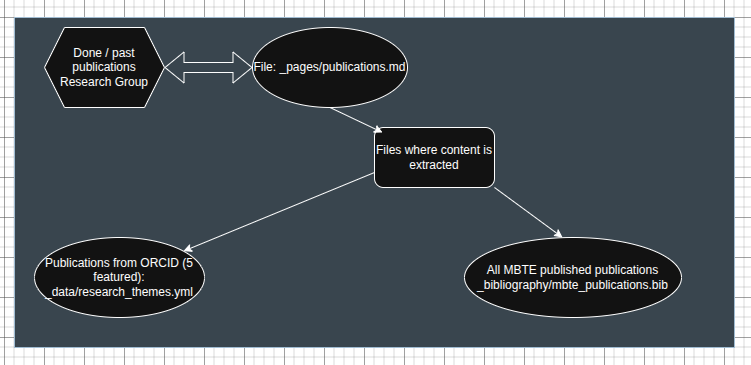 Done / past
publications
Research Group
File: _pages/publications.md
Files where content is
extracted
Publications from ORCID (5
featured):
_data/research_themes.yml
All MBTE published publications
_bibliography/mbte_publications.bib